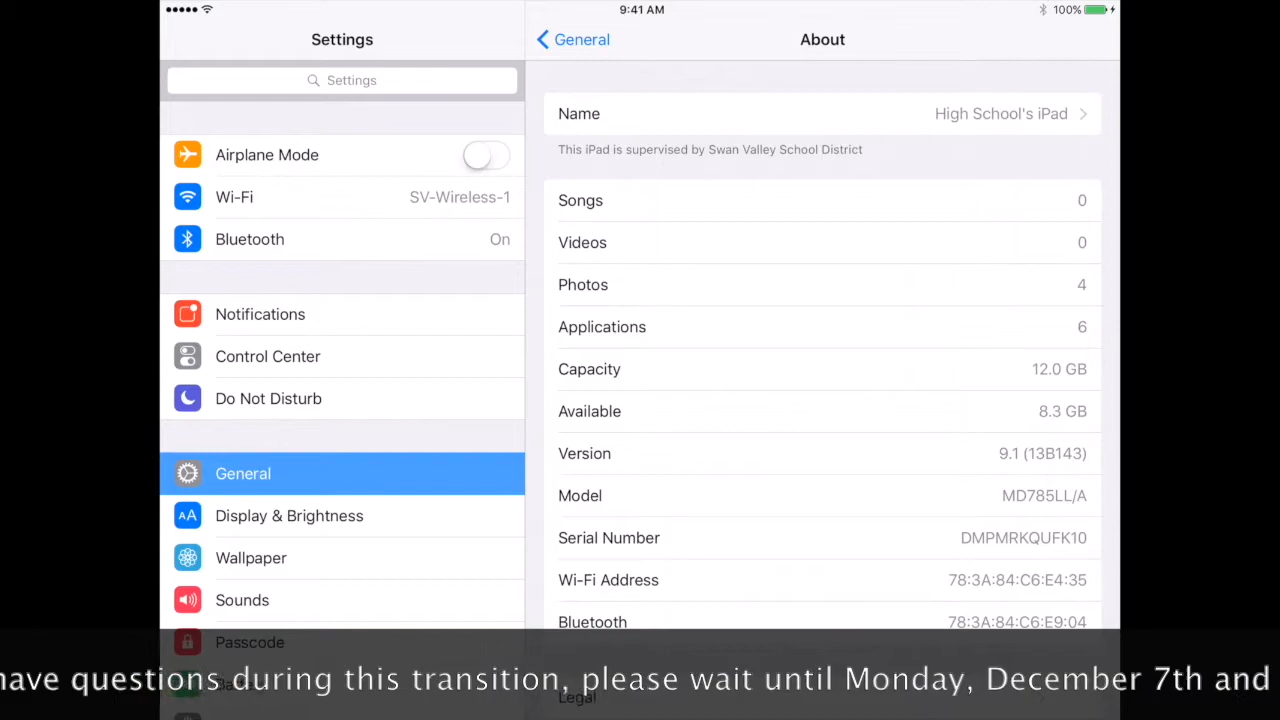 9:41 AM
100%
Settings
Settings
Airplane Mode
Wi-Fi SV-Wireless-1
Bluetooth On
Notifications
Control Center
Do Not Disturb
General
Display & Brightness
Wallpaper
Sounds
Passcode
General
About
Name High School's iPad
This iPad is supervised by Swan Valley School District
Songs 0
Videos 0
Photos 4
Applications 6
Capacity 12.0 GB
Available 8.3 GB
Version 9.1 (13B143)
Model MD785LL/A
Serial Number DMPMRKQUFK10
Wi-Fi Address 78:3A:84:C6:E4:35
Bluetooth 78:3A:84:C6:E9:04
Legal
have questions during this transition, please wait until Monday, December 7th and